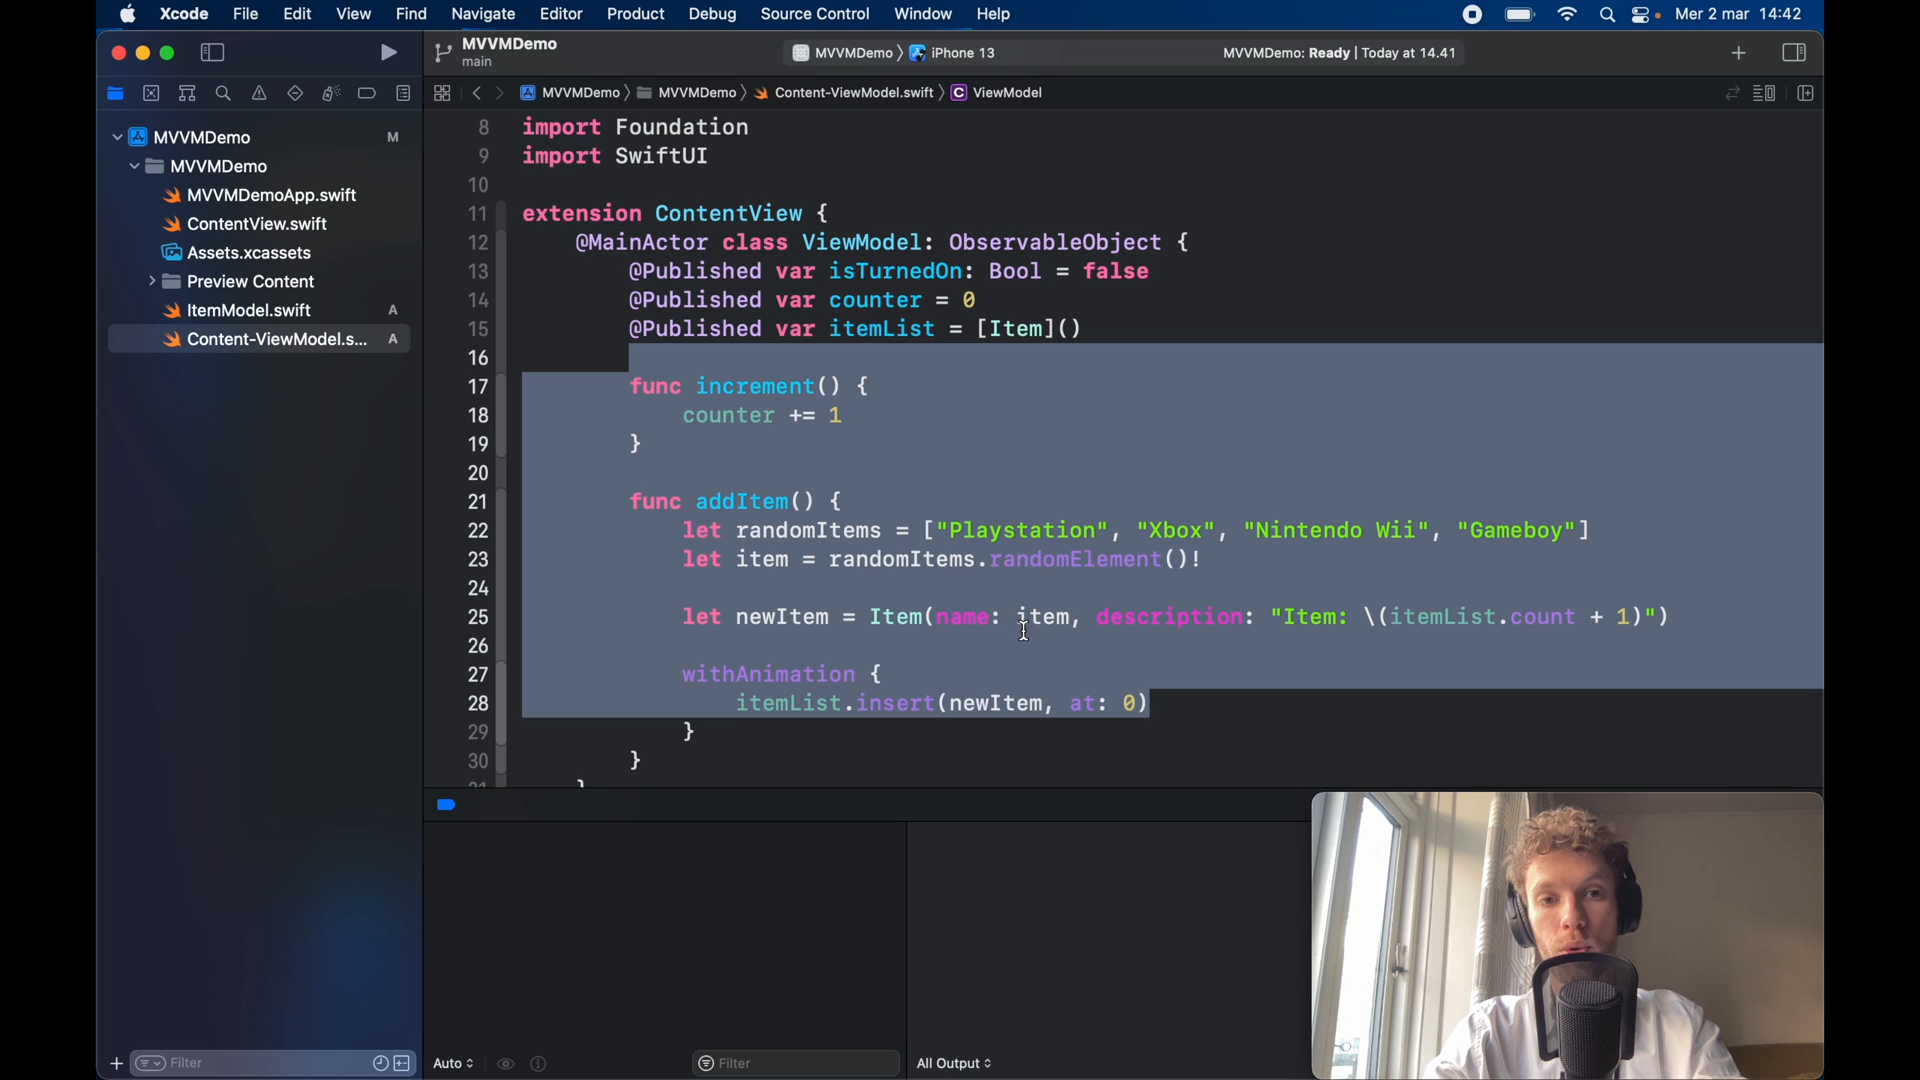 Xcode File Edit View Find Navigate Editor Product Debug Source Control Window Help Mer 2 mar 14:42
MVVMDemo
main
MVVMDemo iPhone 13
MVVMDemo: Ready | Today at 14.41
MVVMDemo MVVMDemo Content-ViewModel.swift C ViewModel
MVVMDemo M
MVVMDemo
MVVMDemoApp.swift
ContentView.swift
Assets.xcassets
Preview Content
ItemModel.swift A
Content-ViewModel.s... A
8 import Foundation
9 import SwiftUI
10
11 extension ContentView {
12 @MainActor class ViewModel: ObservableObject {
13 @Published var isTurnedOn: Bool = false
14 @Published var counter = 0
15 @Published var itemList = [Item]()
16
17 func increment() {
18 counter += 1
19 }
20
21 func addItem() {
22 let randomItems = ["Playstation", "Xbox", "Nintendo Wii", "Gameboy"]
23 let item = randomItems.randomElement()!
24
25 let newItem = Item(name: item, description: "Item: \(itemList.count + 1)")
26
27 withAnimation {
28 itemList.insert(newItem, at: 0)
29 }
30 }
Filter
Auto
Filter
All Output